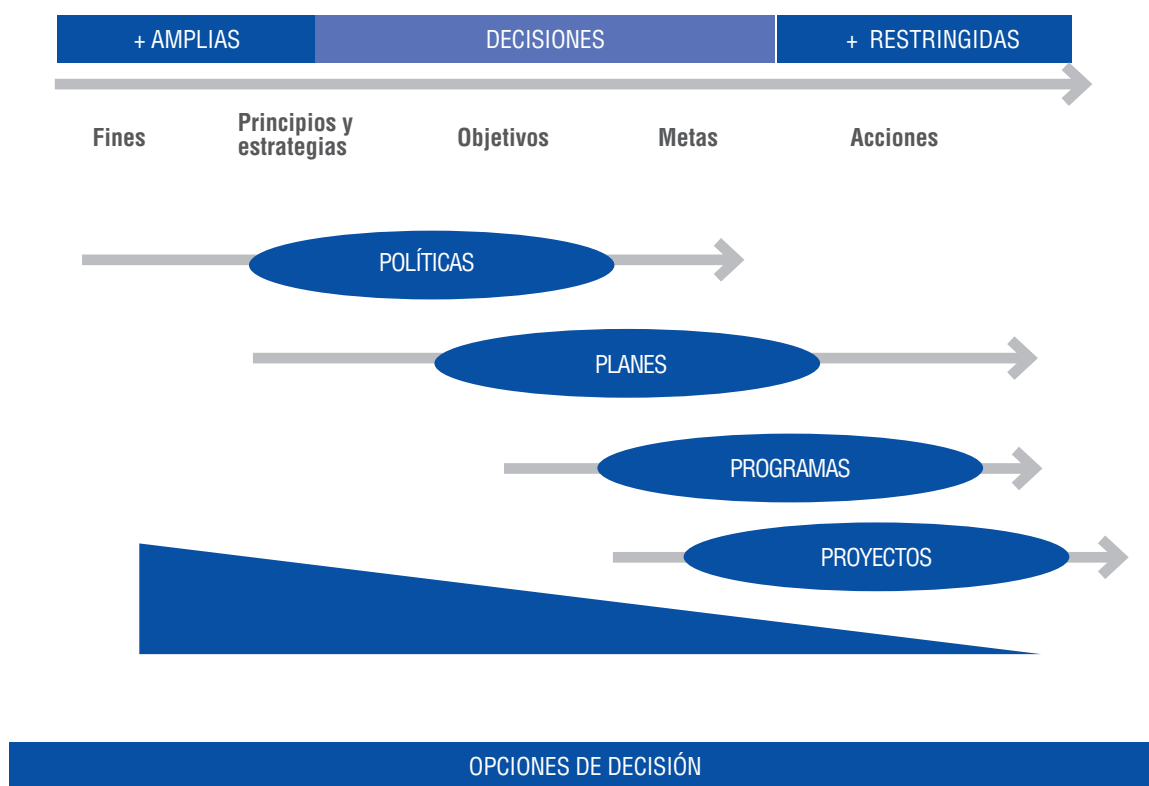 + AMPLIAS
DECISIONES
+ RESTRINGIDAS
Fines
Principios y
estrategias
Objetivos
Metas
Acciones
POLÍTICAS
PLANES
PROGRAMAS
PROYECTOS
OPCIONES DE DECISIÓN